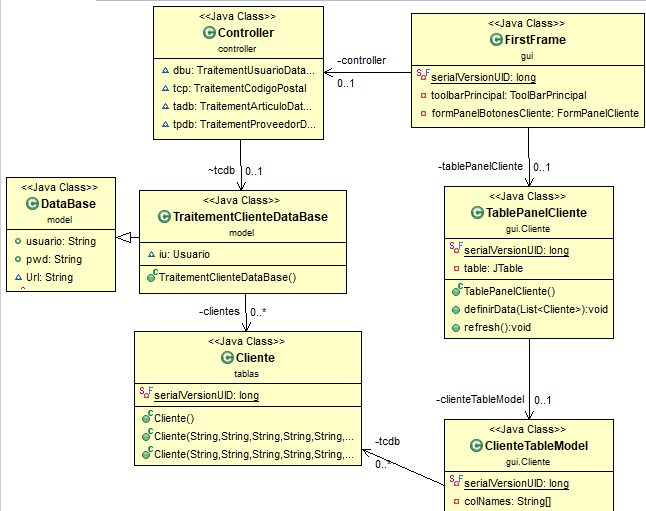 <<Java Class>>
Controller
controller
dbu: TraitementUsuarioData...
tcp: TraitementCodigoPostal
tadb: TraitementArticuloDat...
tpdb: TraitementProveedorD...
-controller
0..1
<<Java Class>>
FirstFrame
gui
serialVersionUID: long
toolbarPrincipal: ToolBarPrincipal
formPanelBotonesCliente: FormPanelCliente
~tcdb
0..1
-tablePanelCliente
0..1
<<Java Class>>
DataBase
model
usuario: String
pwd: String
Url: String
<<Java Class>>
TraitementClienteDataBase
model
iu: Usuario
TraitementClienteDataBase()
<<Java Class>>
TablePanelCliente
gui.Cliente
serialVersionUID: long
table: JTable
TablePanelCliente()
definirData(List<Cliente>):void
refresh():void
-clientes
0..*
<<Java Class>>
Cliente
tablas
serialVersionUID: long
Cliente()
Cliente(String,String,String,String,String,...
Cliente(String,String,String,String,String,...
-clienteTableModel
0..1
-tcdb
0..*
<<Java Class>>
ClienteTableModel
gui.Cliente
serialVersionUID: long
colNames: String[]